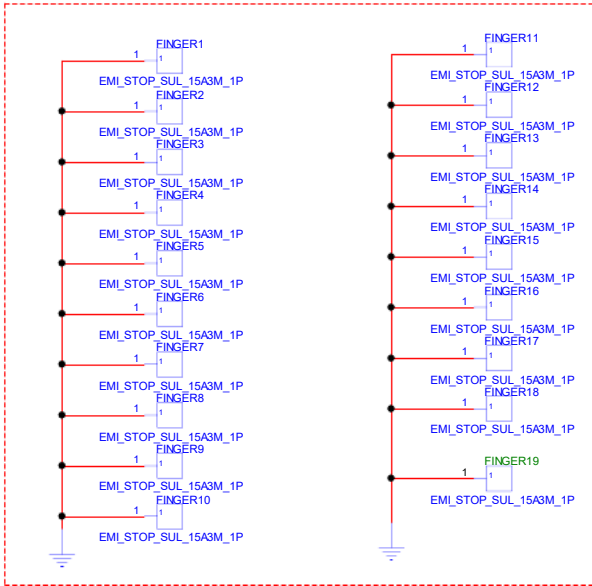 FINGER1
1 1
EMI_STOP_SUL_15A3M_1P
FINGER2
1 1
EMI_STOP_SUL_15A3M_1P
FINGER3
1 1
EMI_STOP_SUL_15A3M_1P
FINGER4
1 1
EMI_STOP_SUL_15A3M_1P
FINGER5
1 1
EMI_STOP_SUL_15A3M_1P
FINGER6
1 1
EMI_STOP_SUL_15A3M_1P
FINGER7
1 1
EMI_STOP_SUL_15A3M_1P
FINGER8
1 1
EMI_STOP_SUL_15A3M_1P
FINGER9
1 1
EMI_STOP_SUL_15A3M_1P
FINGER10
1 1
EMI_STOP_SUL_15A3M_1P
FINGER11
1 1
EMI_STOP_SUL_15A3M_1P
FINGER12
1 1
EMI_STOP_SUL_15A3M_1P
FINGER13
1 1
EMI_STOP_SUL_15A3M_1P
FINGER14
1 1
EMI_STOP_SUL_15A3M_1P
FINGER15
1 1
EMI_STOP_SUL_15A3M_1P
FINGER16
1 1
EMI_STOP_SUL_15A3M_1P
FINGER17
1 1
EMI_STOP_SUL_15A3M_1P
FINGER18
1 1
EMI_STOP_SUL_15A3M_1P
FINGER19
1 1
EMI_STOP_SUL_15A3M_1P